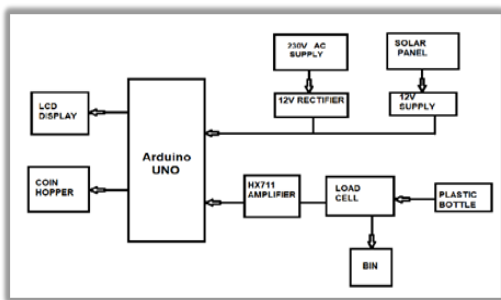 230V AC
SUPPLY
SOLAR
PANEL
LCD
DISPLAY
12V RECTIFIER
12V
SUPPLY
Arduino
UNO
COIN
HOPPER
HX711
AMPLIFIER
LOAD
CELL
PLASTIC
BOTTLE
BIN